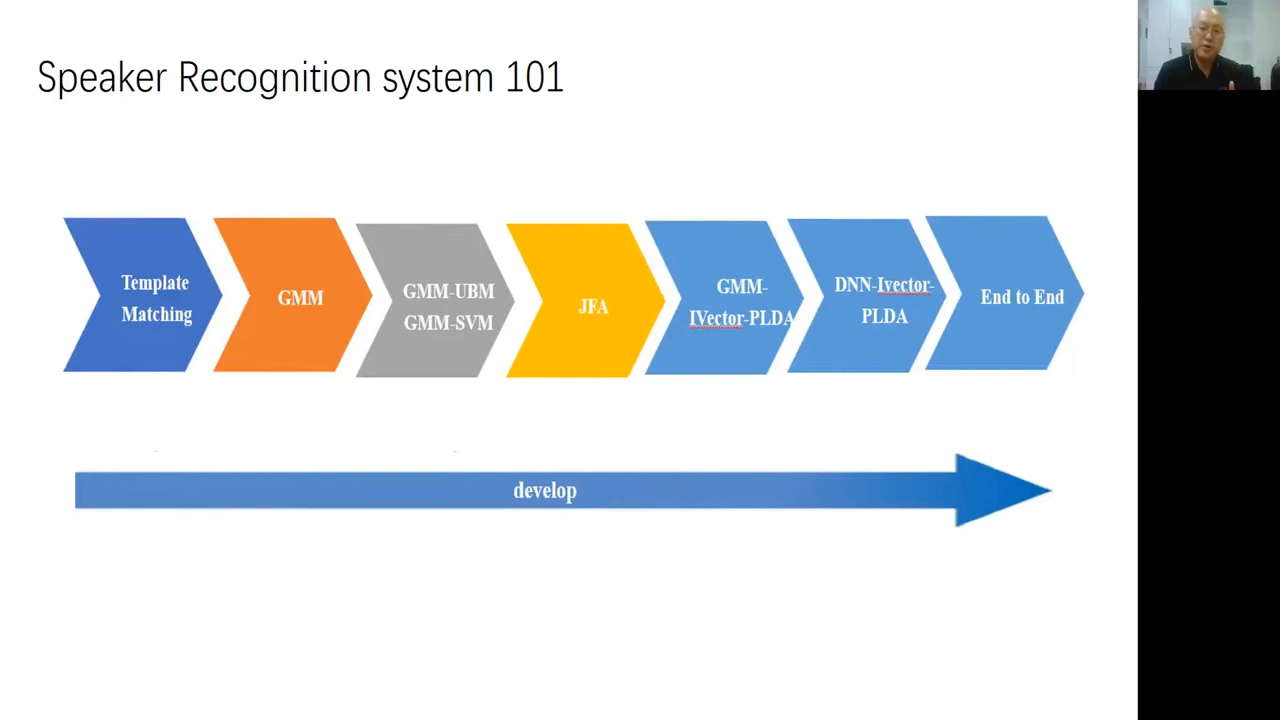 Speaker Recognition system 101
Template
Matching
GMM
GMM-UBM
GMM-SVM
JFA
GMM-
IVector-PLDA
DNN-Ivector-
PLDA
End to End
develop